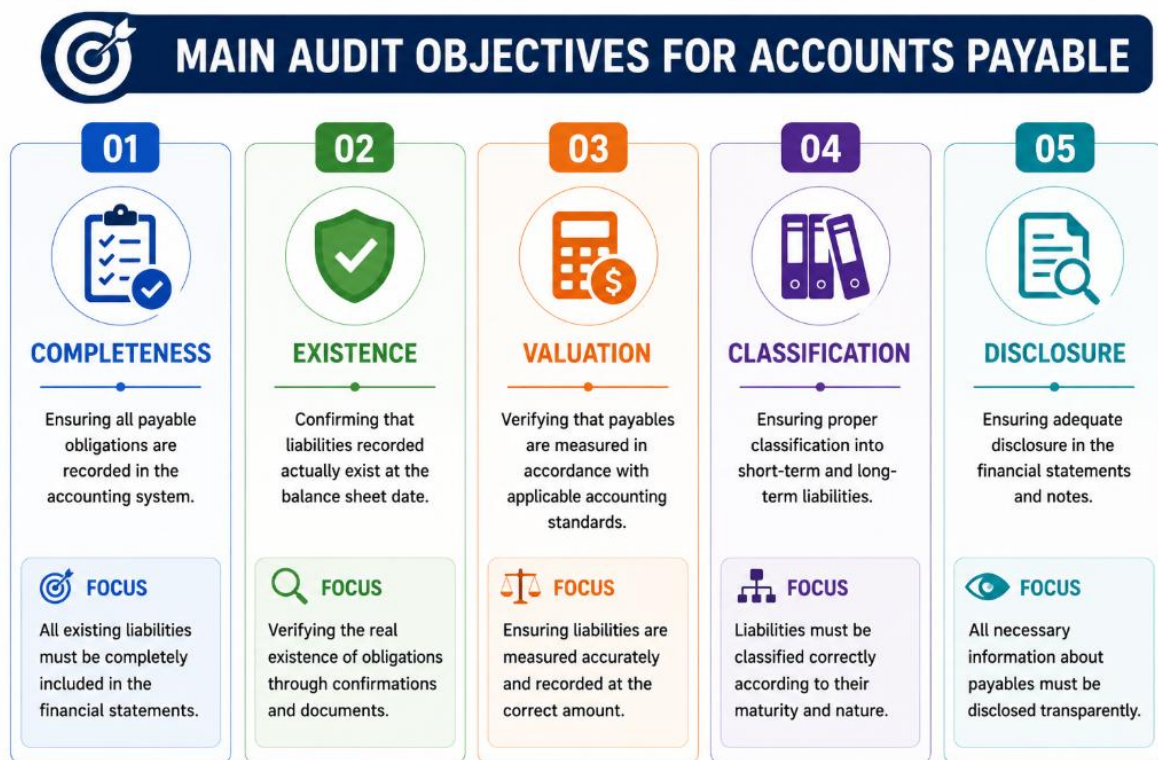 MAIN AUDIT OBJECTIVES FOR ACCOUNTS PAYABLE
01
COMPLETENESS
Ensuring all payable
obligations are
recorded in the
accounting system.
FOCUS
All existing liabilities
must be completely
included in the
financial statements.
02
EXISTENCE
Confirming that
liabilities recorded
actually exist at the
balance sheet date.
FOCUS
Verifying the real
existence of obligations
through confirmations
and documents.
03
$
VALUATION
Verifying that payables
are measured in
accordance with
applicable accounting
standards.
FOCUS
Ensuring liabilities are
measured accurately
and recorded at the
correct amount.
04
CLASSIFICATION
Ensuring proper
classification into
short-term and long-
term liabilities.
FOCUS
Liabilities must be
classified correctly
according to their
maturity and nature.
05
DISCLOSURE
Ensuring adequate
disclosure in the
financial statements
and notes.
FOCUS
All necessary
information about
payables must be
disclosed transparently.